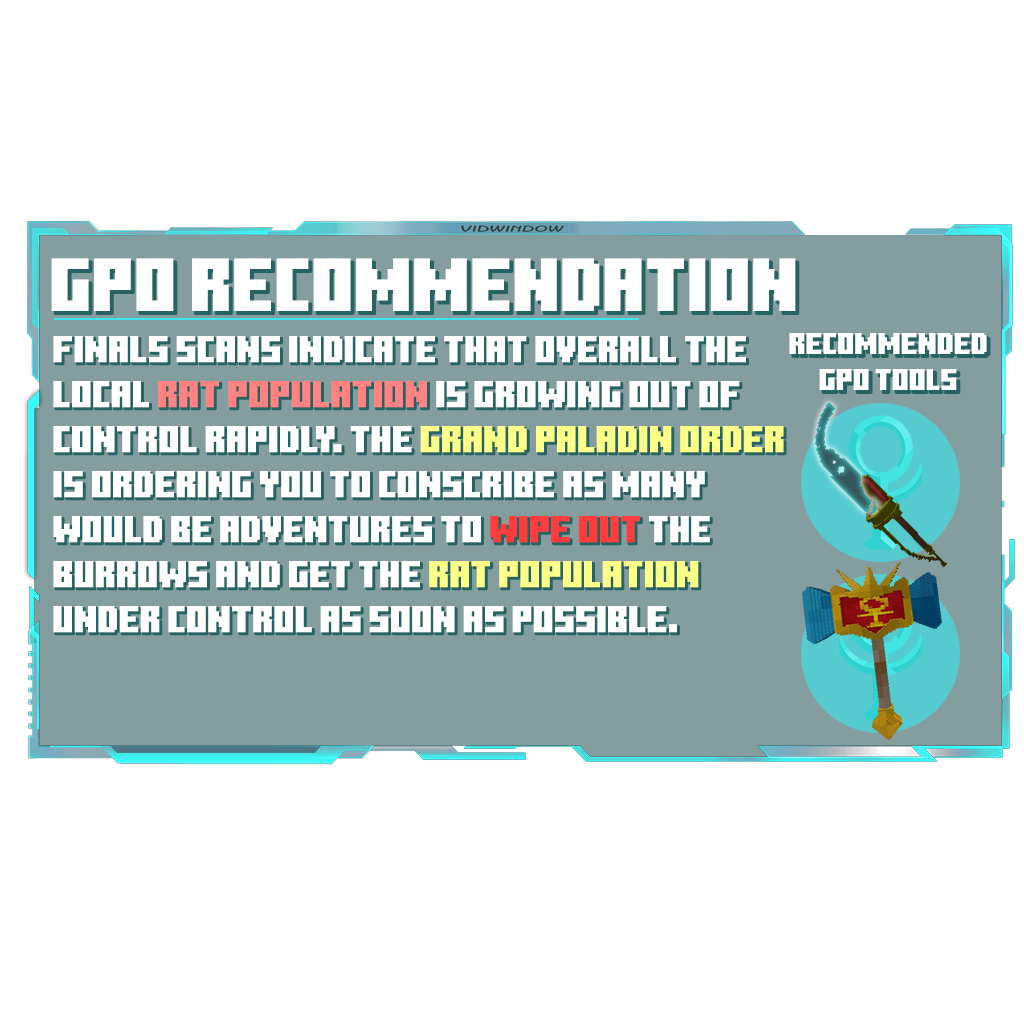 VIDWINDOW
GPO RECOMMENDATION
FINALS SCANS INDICATE THAT OVERALL THE
LOCAL RAT POPULATION IS GROWING OUT OF
CONTROL RAPIDLY. THE GRAND PALADIN ORDER
IS ORDERING YOU TO CONSCRIBE AS MANY
WOULD BE ADVENTURES TO WIPE OUT THE
BURROWS AND GET THE RAT POPULATION
UNDER CONTROL AS SOON AS POSSIBLE.
RECOMMENDED
GPO TOOLS